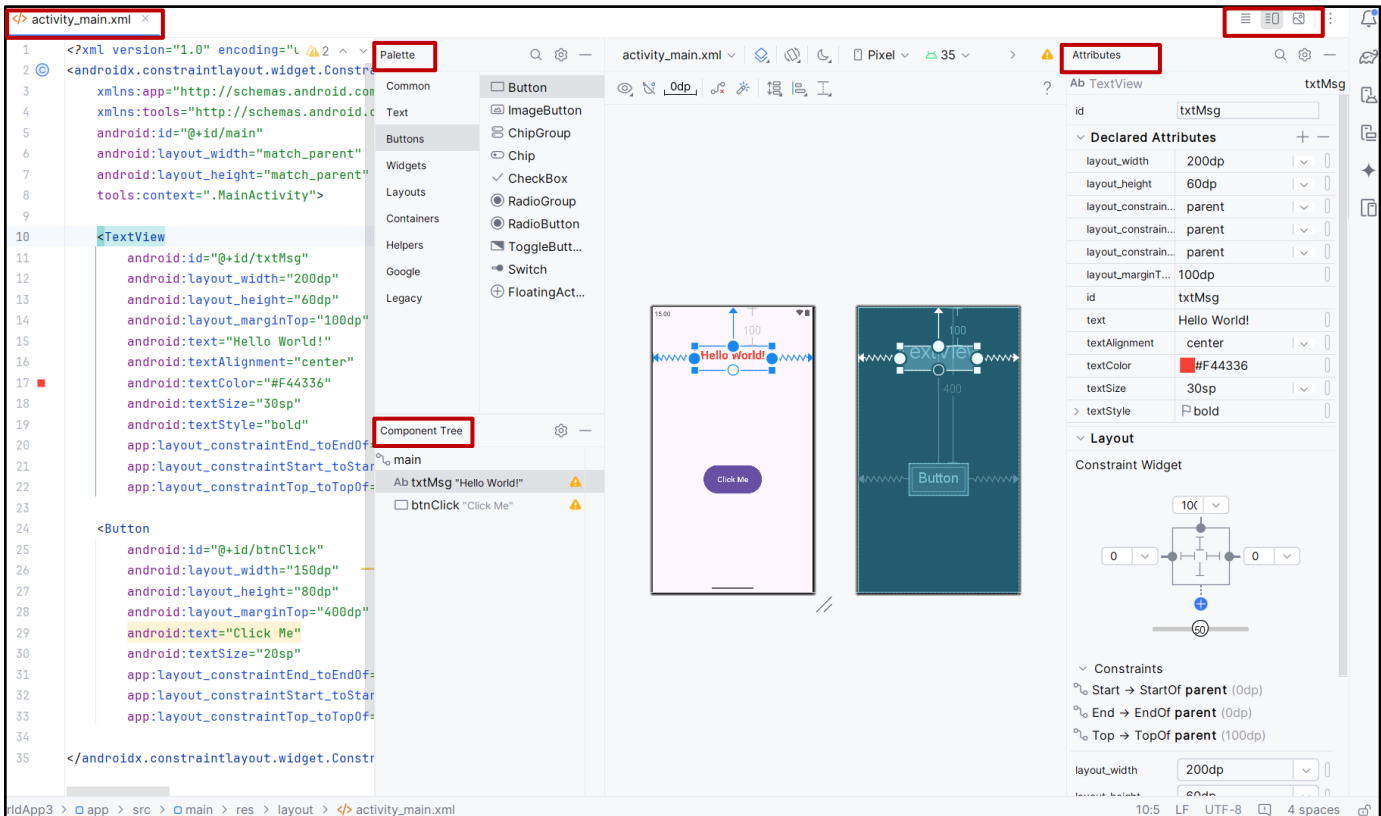 </> activity_main.xml ×
1 <?xml version="1.0" encoding="u 2
2 <androidx.constraintlayout.widget.Constra
3 xmlns:app="http://schemas.android.com
4 xmlns:tools="http://schemas.android.c
5 android:id="@+id/main"
6 android:layout_width="match_parent"
7 android:layout_height="match_parent"
8 tools:context=".MainActivity">
9
10 <TextView
11 android:id="@+id/txtMsg"
12 android:layout_width="200dp"
13 android:layout_height="60dp"
14 android:layout_marginTop="100dp"
15 android:text="Hello World!"
16 android:textAlignment="center"
17 android:textColor="#F44336"
18 android:textSize="30sp"
19 android:textStyle="bold"
20 app:layout_constraintEnd_toEndOf=
21 app:layout_constraintStart_toStar
22 app:layout_constraintTop_toTopOf=
23
24 <Button
25 android:id="@+id/btnClick"
26 android:layout_width="150dp"
27 android:layout_height="80dp"
28 android:layout_marginTop="400dp"
29 android:text="Click Me"
30 android:textSize="20sp"
31 app:layout_constraintEnd_toEndOf=
32 app:layout_constraintStart_toStar
33 app:layout_constraintTop_toTopOf=
34
35 </androidx.constraintlayout.widget.Constr
Palette
Common
Text
Buttons
Widgets
Layouts
Containers
Helpers
Google
Legacy
Button
ImageButton
ChipGroup
Chip
CheckBox
RadioGroup
RadioButton
ToggleButt...
Switch
FloatingAct...
Component Tree
main
Ab txtMsg "Hello World!"
btnClick "Click Me"
activity_main.xml Pixel 35
0dp ?
15.00
100
Hello World!
Click Me
100
TextView
400
Button
Attributes
Ab TextView txtMsg
id txtMsg
Declared Attributes
layout_width 200dp
layout_height 60dp
layout_constrain... parent
layout_constrain... parent
layout_constrain... parent
layout_marginT... 100dp
id txtMsg
text Hello World!
textAlignment center
textColor #F44336
textSize 30sp
textStyle bold
Layout
Constraint Widget
100
0 0
50
Constraints
Start → StartOf parent (0dp)
End → EndOf parent (0dp)
Top → TopOf parent (100dp)
layout_width 200dp
layout_height 60dp
rldApp3 > app > src > main > res > layout > </> activity_main.xml
10:5 LF UTF-8 4 spaces